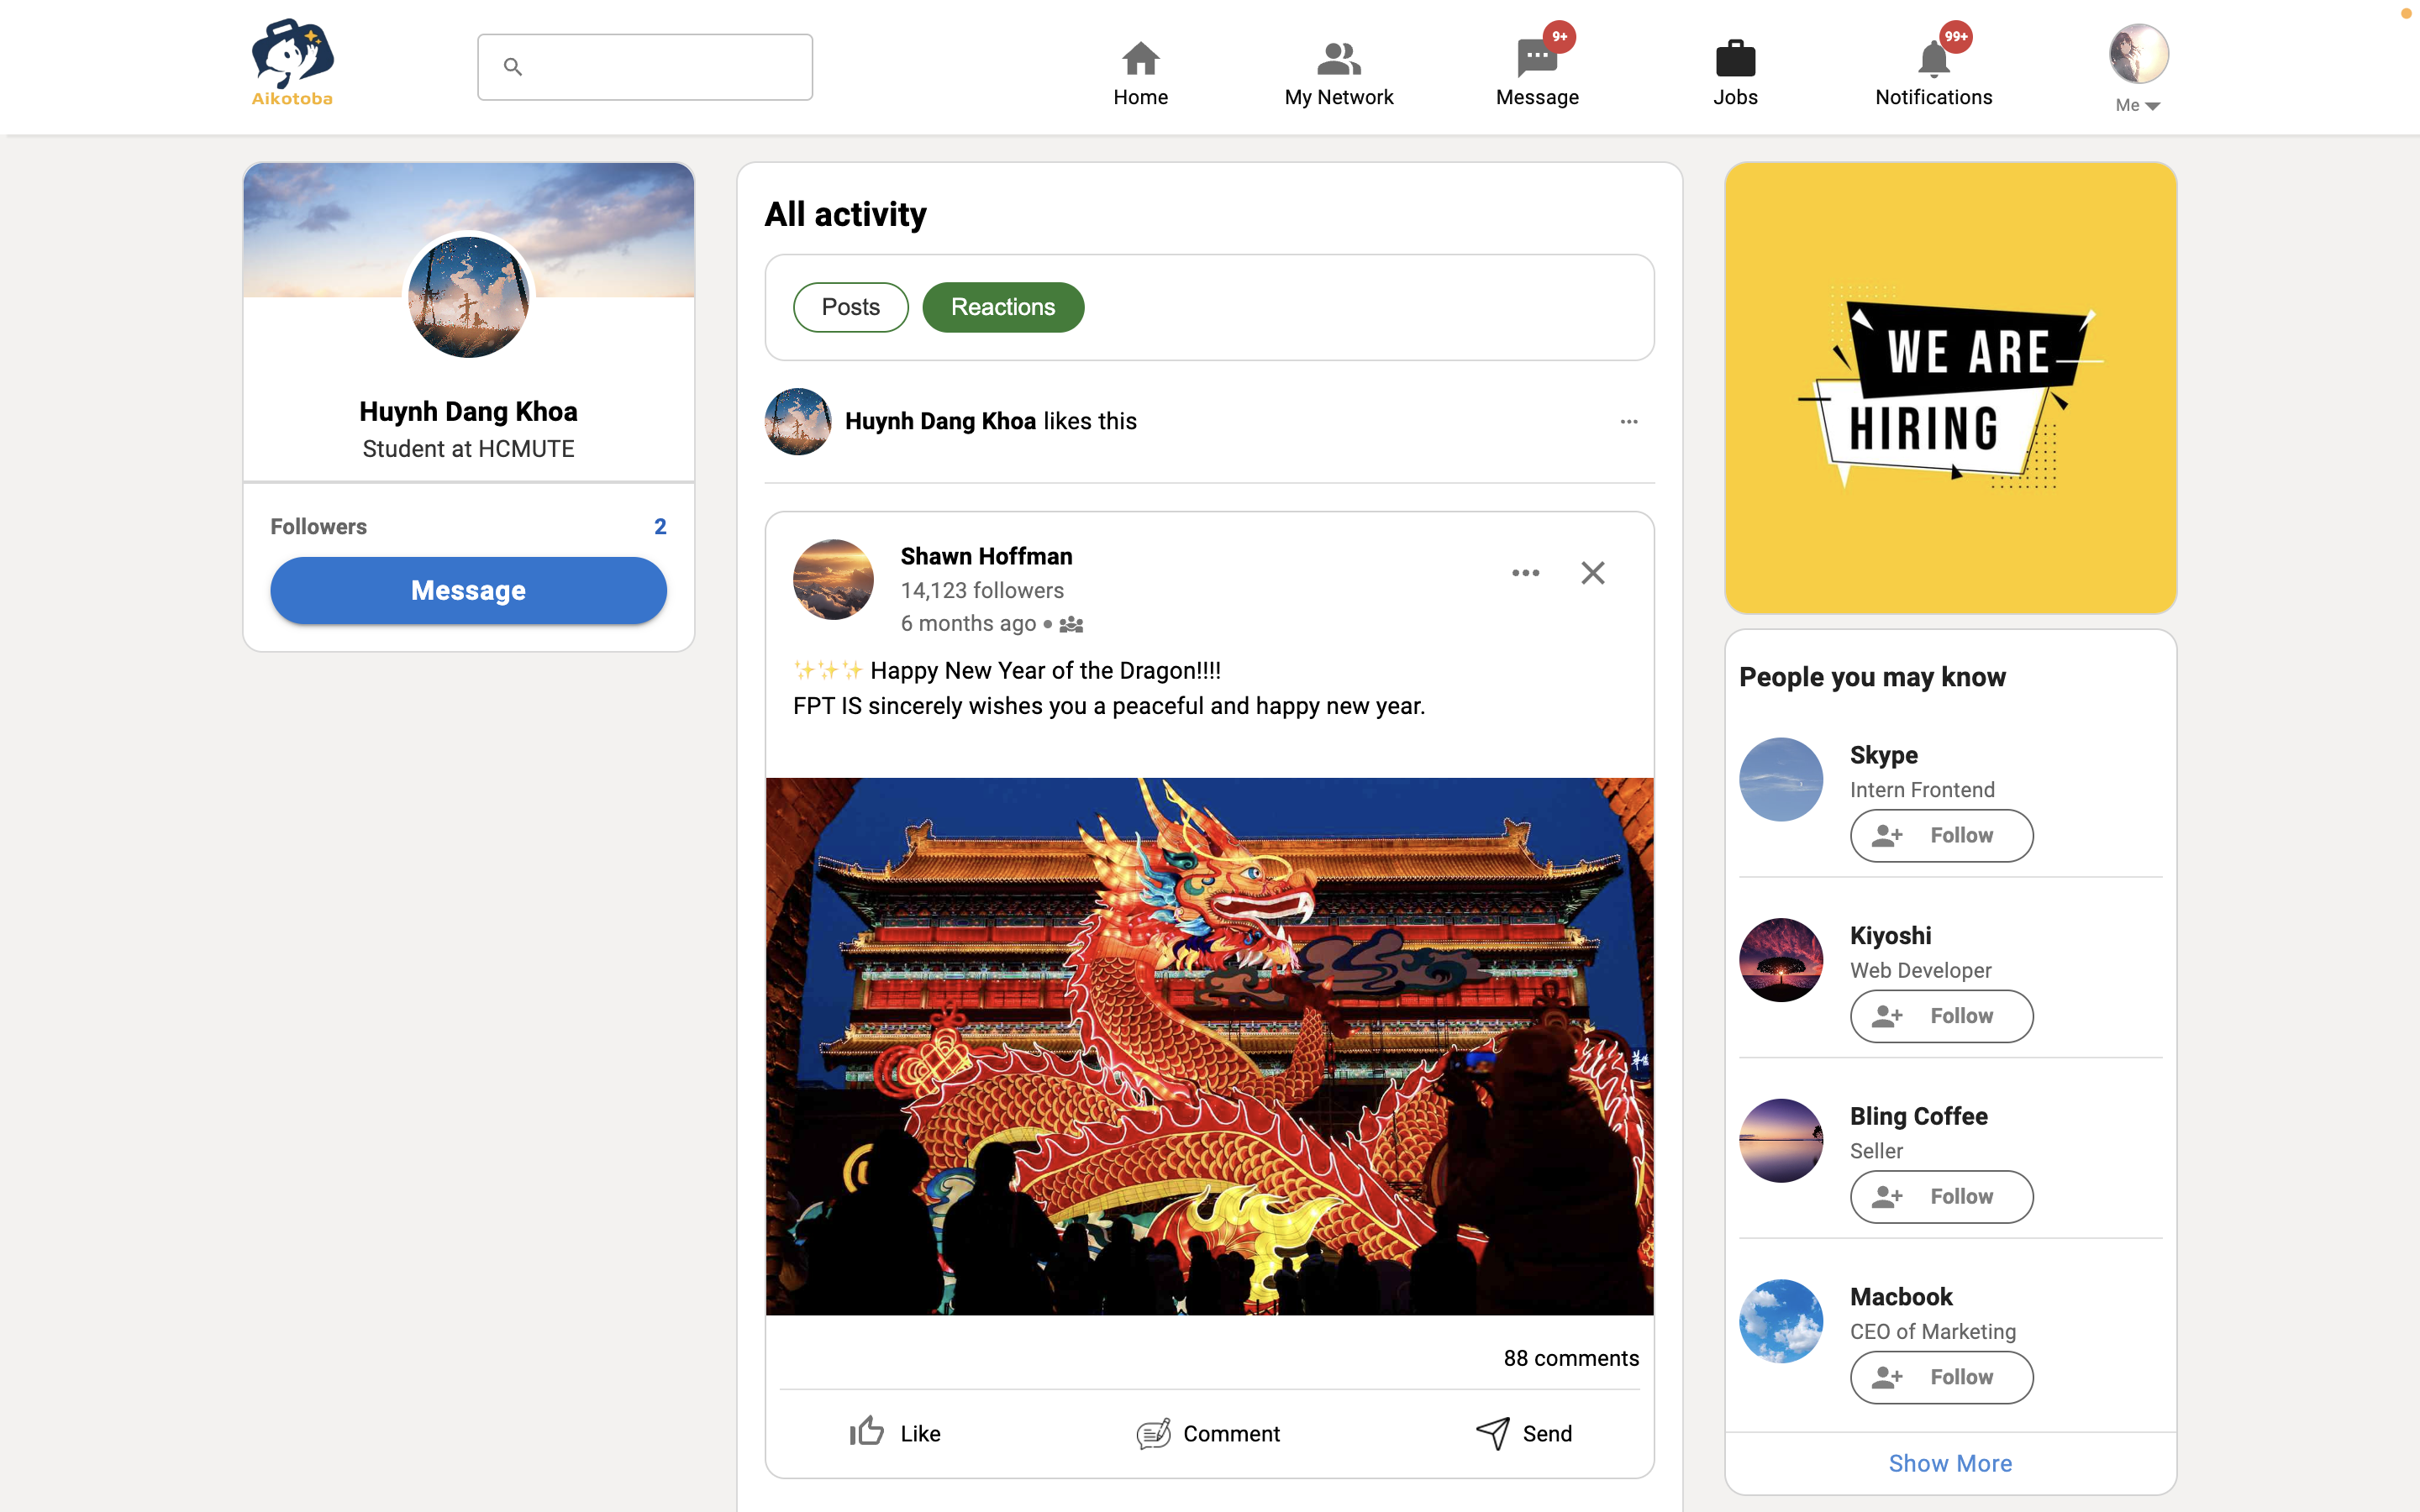 Aikotoba
Home
My Network
9+
Message
Jobs
99+
Notifications
Me
Huynh Dang Khoa
Student at HCMUTE
Followers 2
Message
All activity
Posts
Reactions
Huynh Dang Khoa likes this
Shawn Hoffman
14,123 followers
6 months ago •
✨✨✨ Happy New Year of the Dragon!!!!
FPT IS sincerely wishes you a peaceful and happy new year.
88 comments
Like
Comment
Send
WE ARE
HIRING
People you may know
Skype
Intern Frontend
Follow
Kiyoshi
Web Developer
Follow
Bling Coffee
Seller
Follow
Macbook
CEO of Marketing
Follow
Show More